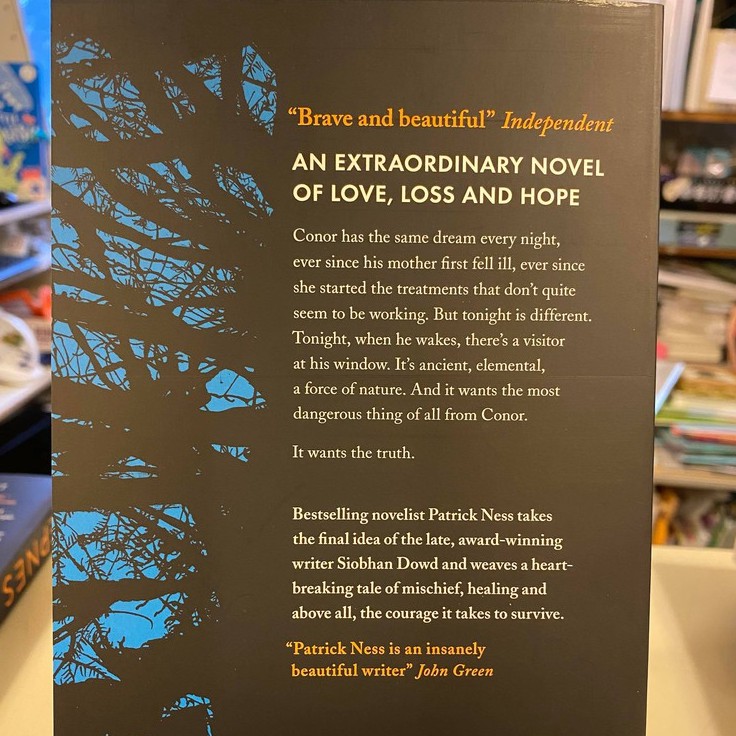 “Brave and beautiful” Independent
AN EXTRAORDINARY NOVEL
OF LOVE, LOSS AND HOPE
Conor has the same dream every night,
ever since his mother first fell ill, ever since
she started the treatments that don’t quite
seem to be working. But tonight is different.
Tonight, when he wakes, there’s a visitor
at his window. It’s ancient, elemental,
a force of nature. And it wants the most
dangerous thing of all from Conor.
It wants the truth.
Bestselling novelist Patrick Ness takes
the final idea of the late, award-winning
writer Siobhan Dowd and weaves a heart-
breaking tale of mischief, healing and
above all, the courage it takes to survive.
“Patrick Ness is an insanely
beautiful writer” John Green